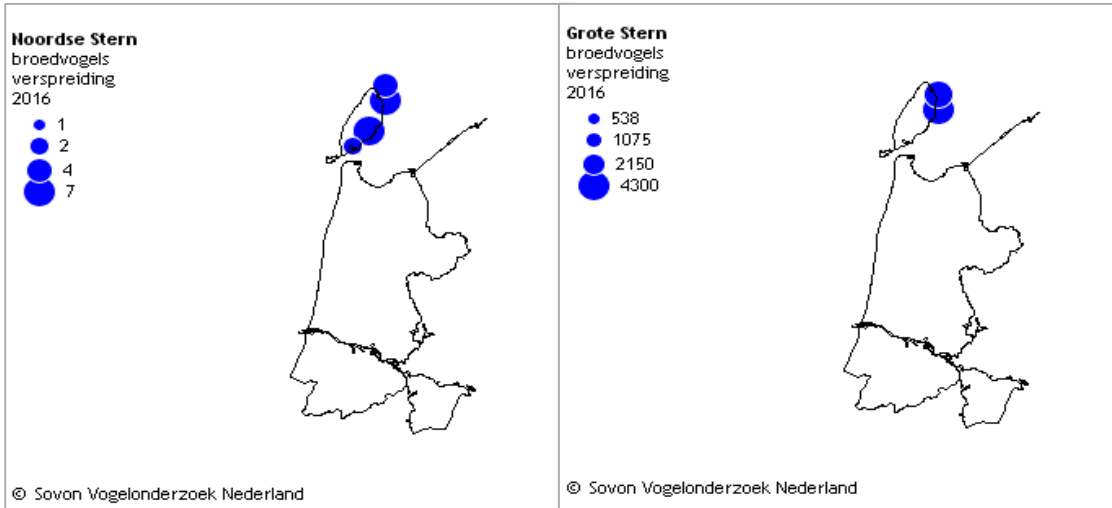 Noordse Stern
broedvogels
verspreiding
2016
1
2
4
7
© Sovon Vogelonderzoek Nederland
Grote Stern
broedvogels
verspreiding
2016
538
1075
2150
4300
© Sovon Vogelonderzoek Nederland